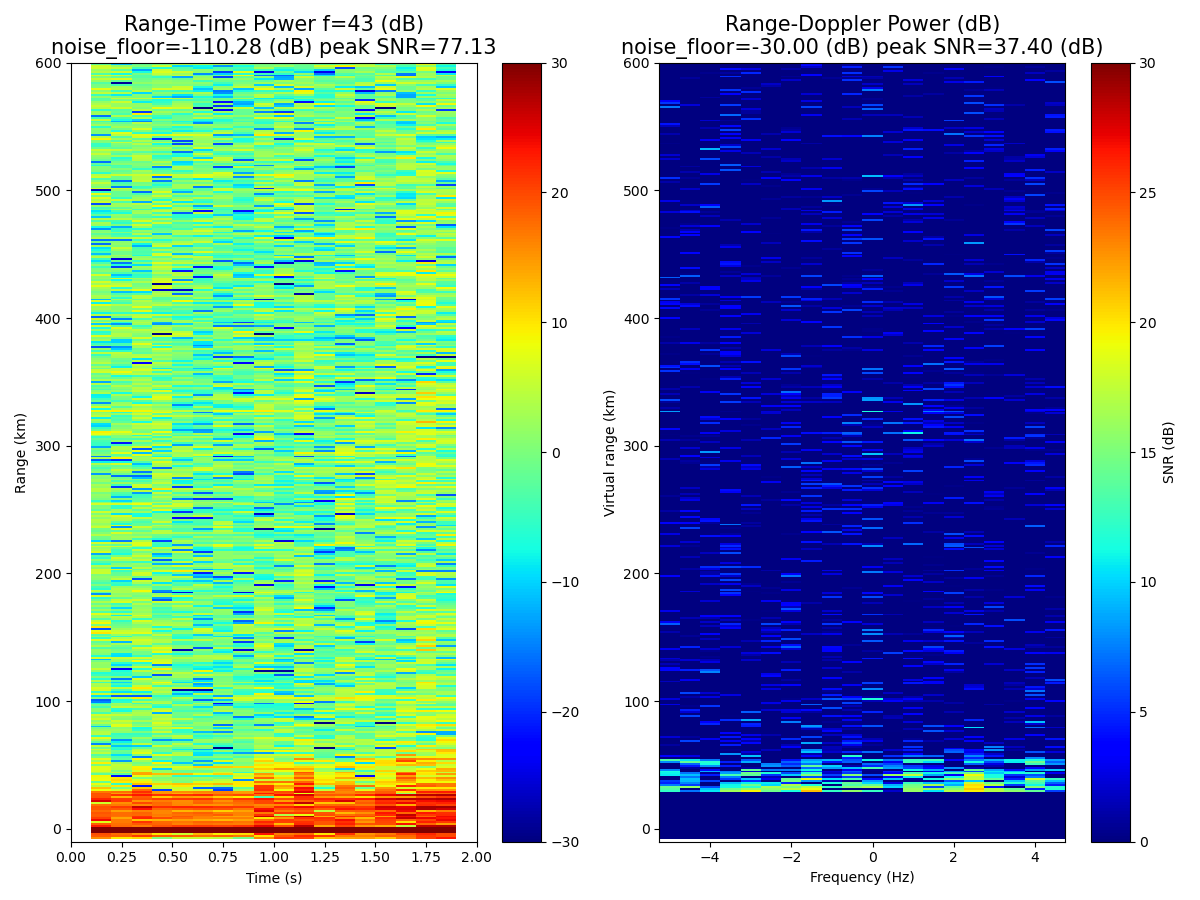 Range-Time Power f=43 (dB)
noise_floor=-110.28 (dB) peak SNR=77.13
Range (km)
600
500
400
300
200
100
0
0.00 0.25 0.50 0.75 1.00 1.25 1.50 1.75 2.00
Time (s)
30
20
10
0
−10
−20
−30
Range-Doppler Power (dB)
noise_floor=-30.00 (dB) peak SNR=37.40 (dB)
Virtual range (km)
600
500
400
300
200
100
0
−4 −2 0 2 4
Frequency (Hz)
30
25
20
15
10
5
0
SNR (dB)